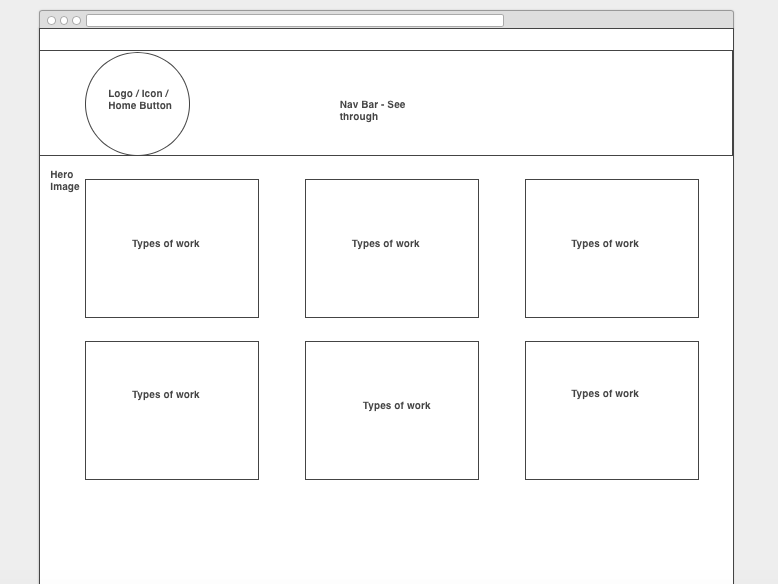 Logo / Icon /
Home Button
Nav Bar - See
through
Hero
Image
Types of work
Types of work
Types of work
Types of work
Types of work
Types of work